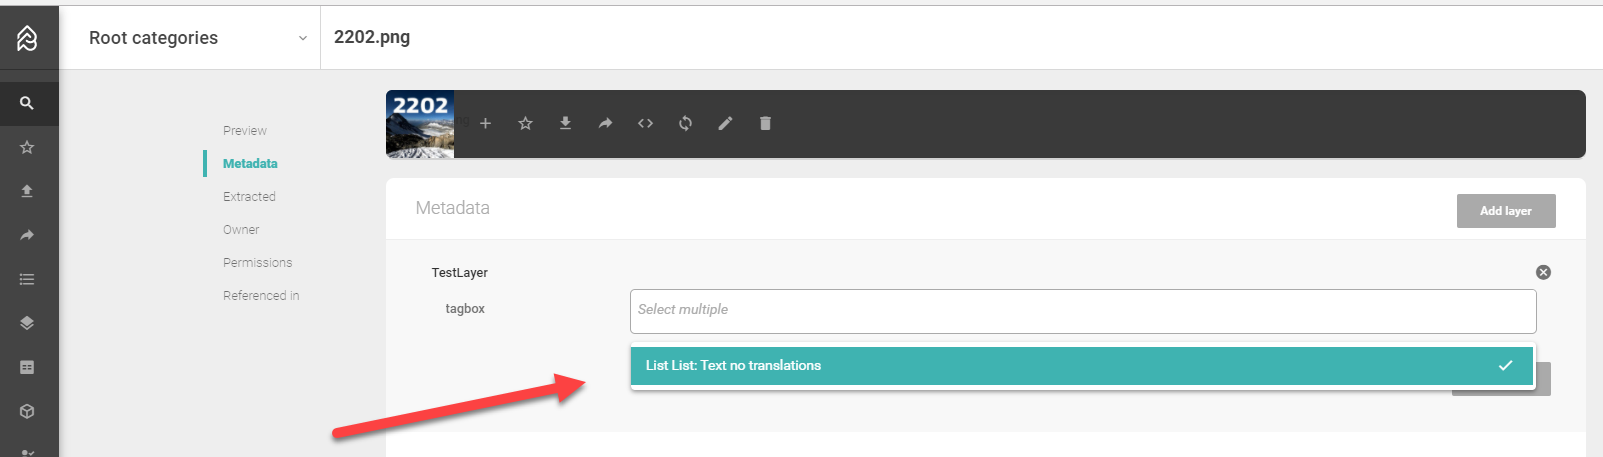 Root categories
2202.png
2202
Preview
Metadata
Extracted
Owner
Permissions
Referenced in
Metadata
Add layer
TestLayer
tagbox
Select multiple
List List: Text no translations